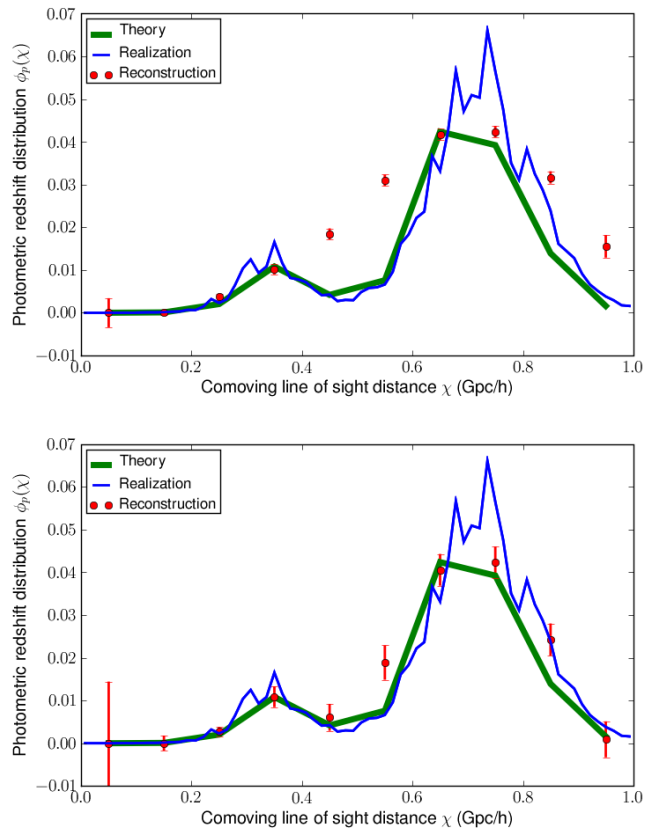 0.07
0.06
0.05
0.04
0.03
0.02
0.01
0.00
−0.01
Photometric redshift distribution ϕ_p(χ)
Theory
Realization
Reconstruction
0.0 0.2 0.4 0.6 0.8 1.0
Comoving line of sight distance χ (Gpc/h)
0.07
0.06
0.05
0.04
0.03
0.02
0.01
0.00
−0.01
Photometric redshift distribution ϕ_p(χ)
Theory
Realization
Reconstruction
0.0 0.2 0.4 0.6 0.8 1.0
Comoving line of sight distance χ (Gpc/h)